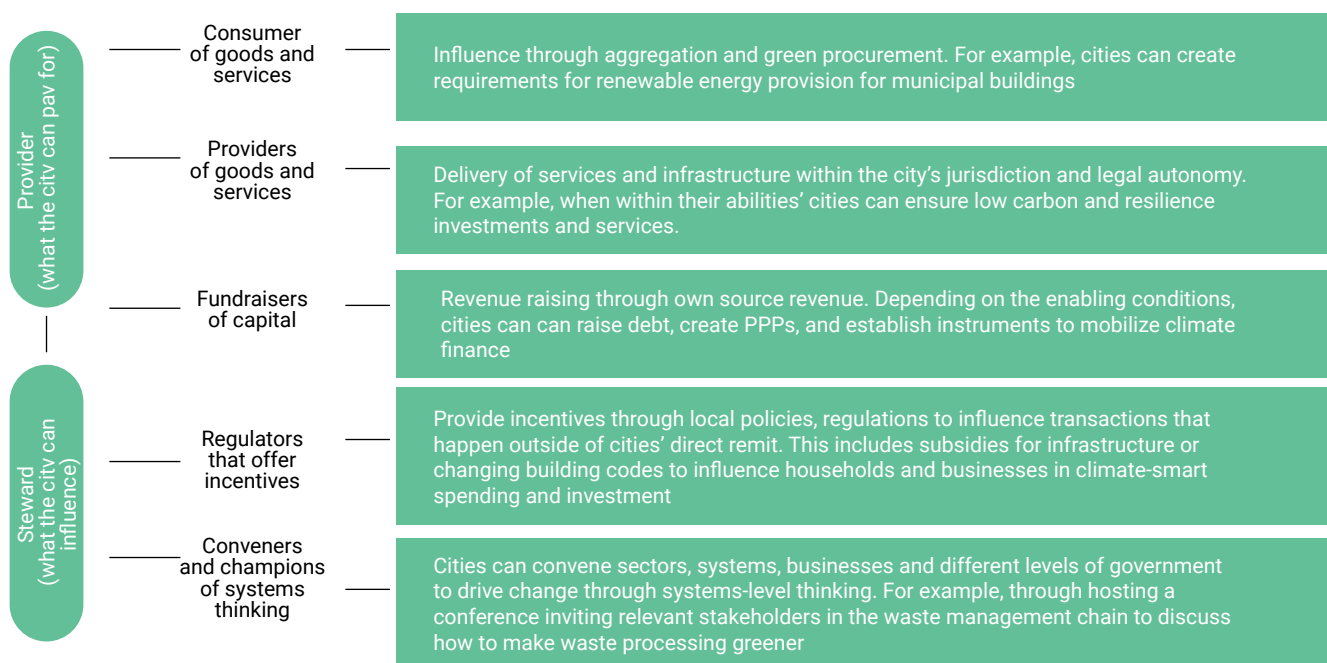 Provider
(what the city can pay for)
Consumer
of goods and
services
Influence through aggregation and green procurement. For example, cities can create
requirements for renewable energy provision for municipal buildings
Providers
of goods and
services
Delivery of services and infrastructure within the city’s jurisdiction and legal autonomy.
For example, when within their abilities’ cities can ensure low carbon and resilience
investments and services.
Fundraisers
of capital
Revenue raising through own source revenue. Depending on the enabling conditions,
cities can can raise debt, create PPPs, and establish instruments to mobilize climate
finance
Steward
(what the city can
influence)
Regulators
that offer
incentives
Provide incentives through local policies, regulations to influence transactions that
happen outside of cities’ direct remit. This includes subsidies for infrastructure or
changing building codes to influence households and businesses in climate-smart
spending and investment
Conveners
and champions
of systems
thinking
Cities can convene sectors, systems, businesses and different levels of government
to drive change through systems-level thinking. For example, through hosting a
conference inviting relevant stakeholders in the waste management chain to discuss
how to make waste processing greener